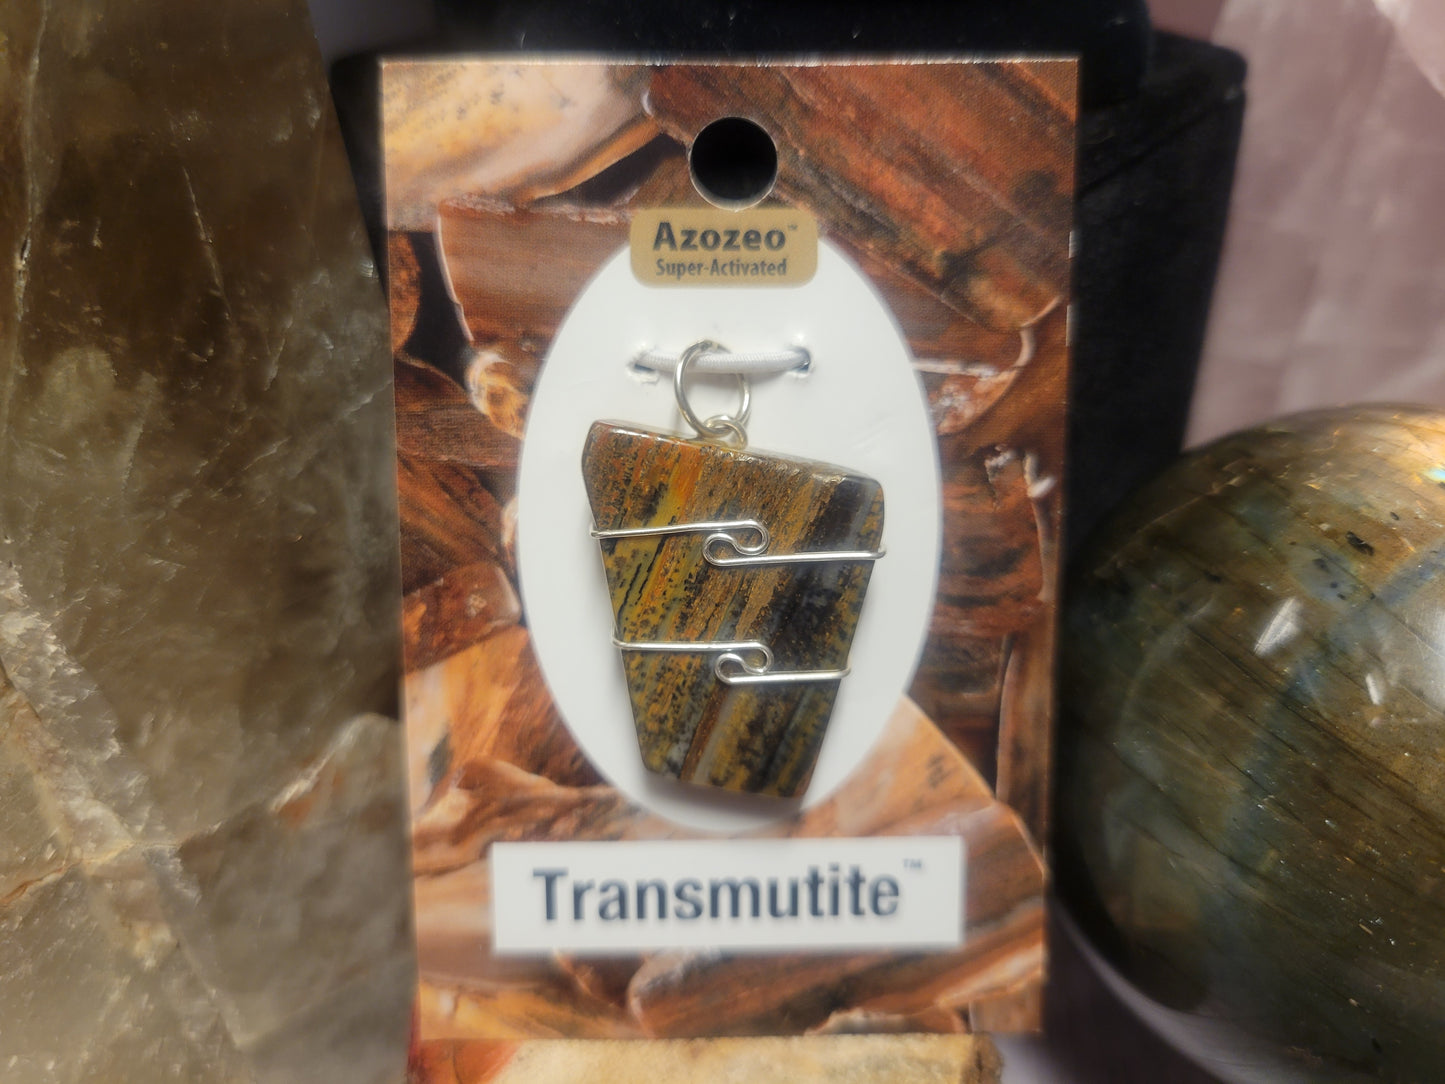 Azozeo™
Super-Activated
Transmutite™